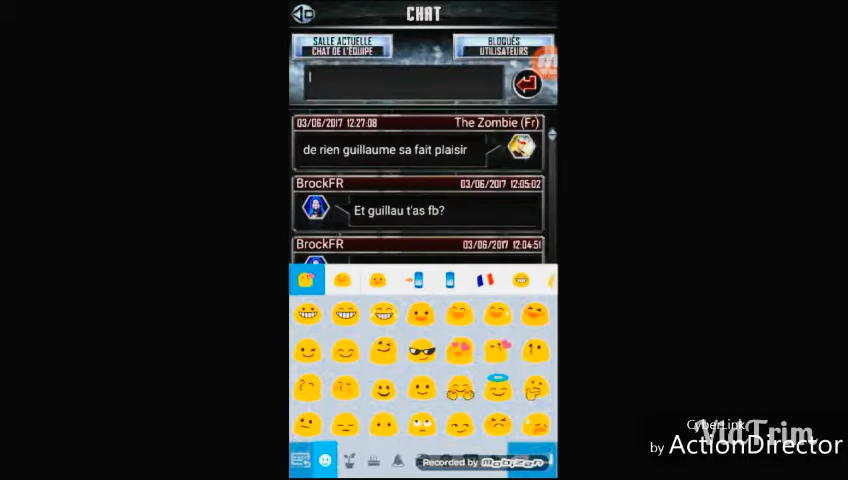 CHAT
SALLE ACTUELLE
CHAT DE L'ÉQUIPE
BLOQUÉS
UTILISATEURS
03/06/2017 12:27:08 The Zombie (Fr)
de rien guillaume sa fait plaisir
BrockFR 03/06/2017 12:05:02
Et guillau t'as fb?
BrockFR 03/06/2017 12:04:51
Recorded by mobizen
CyberLink
VidTrim
by ActionDirector